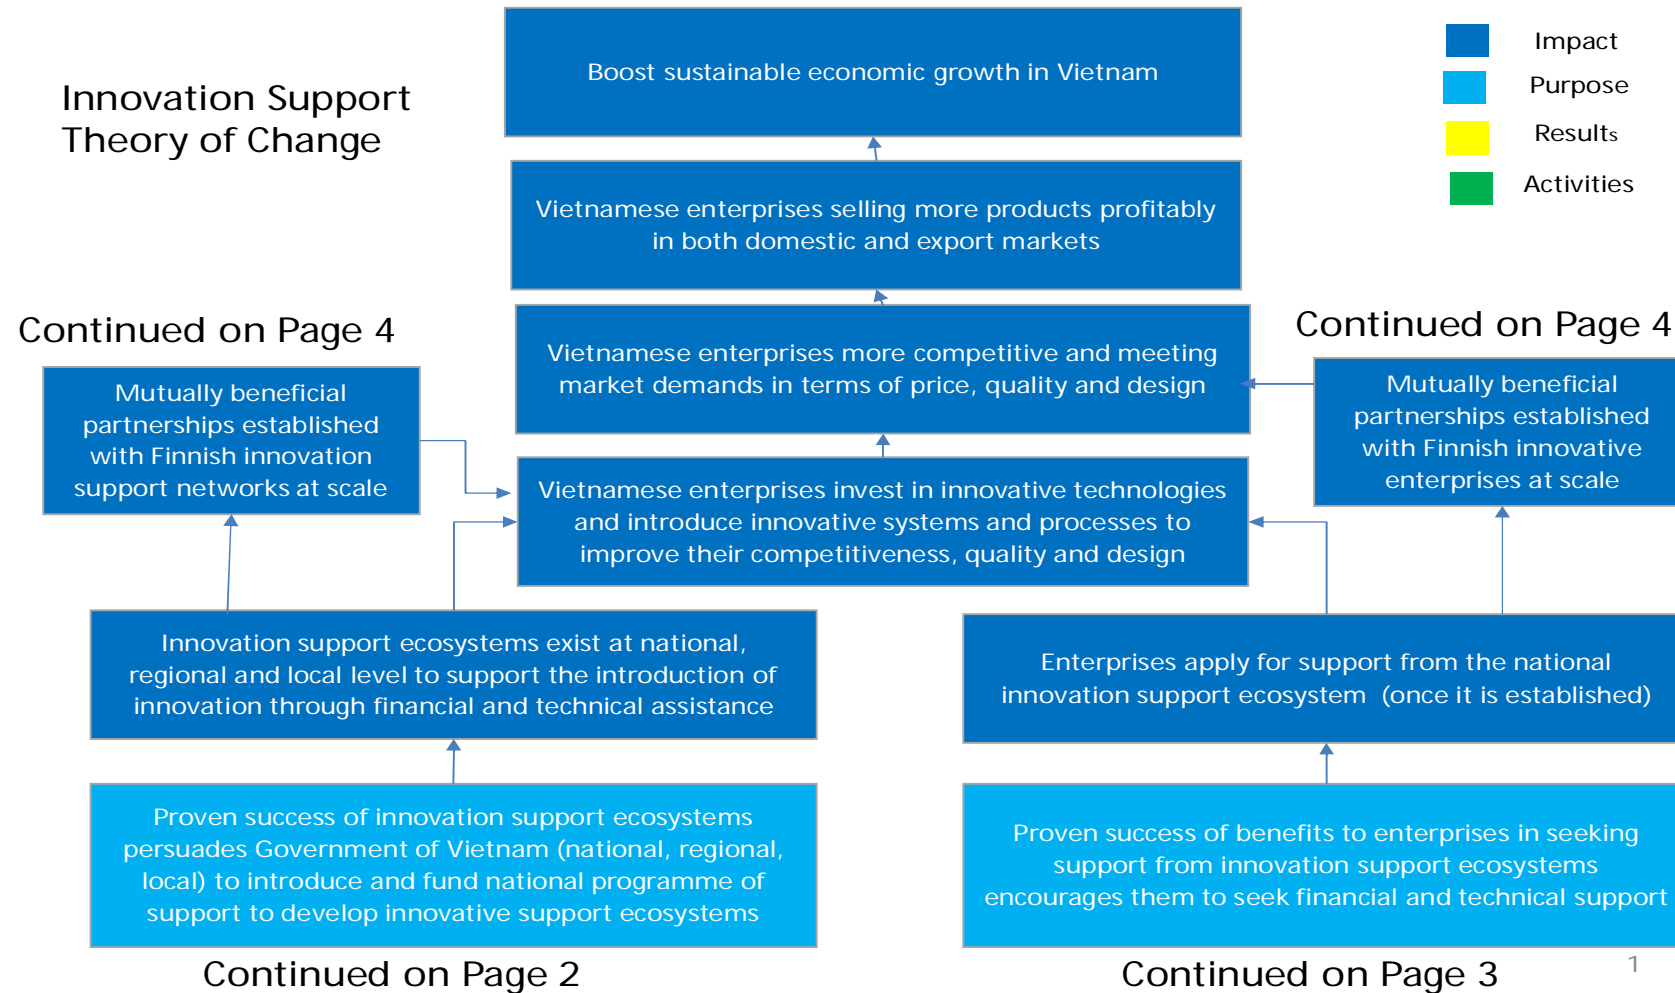 Innovation Support
Theory of Change
Boost sustainable economic growth in Vietnam
Impact
Purpose
Results
Activities
Vietnamese enterprises selling more products profitably
in both domestic and export markets
Continued on Page 4
Vietnamese enterprises more competitive and meeting
market demands in terms of price, quality and design
Continued on Page 4
Mutually beneficial
partnerships established
with Finnish innovation
support networks at scale
Mutually beneficial
partnerships established
with Finnish innovative
enterprises at scale
Vietnamese enterprises invest in innovative technologies
and introduce innovative systems and processes to
improve their competitiveness, quality and design
Innovation support ecosystems exist at national,
regional and local level to support the introduction of
innovation through financial and technical assistance
Enterprises apply for support from the national
innovation support ecosystem (once it is established)
Proven success of innovation support ecosystems
persuades Government of Vietnam (national, regional,
local) to introduce and fund national programme of
support to develop innovative support ecosystems
Proven success of benefits to enterprises in seeking
support from innovation support ecosystems
encourages them to seek financial and technical support
Continued on Page 2
Continued on Page 3
1